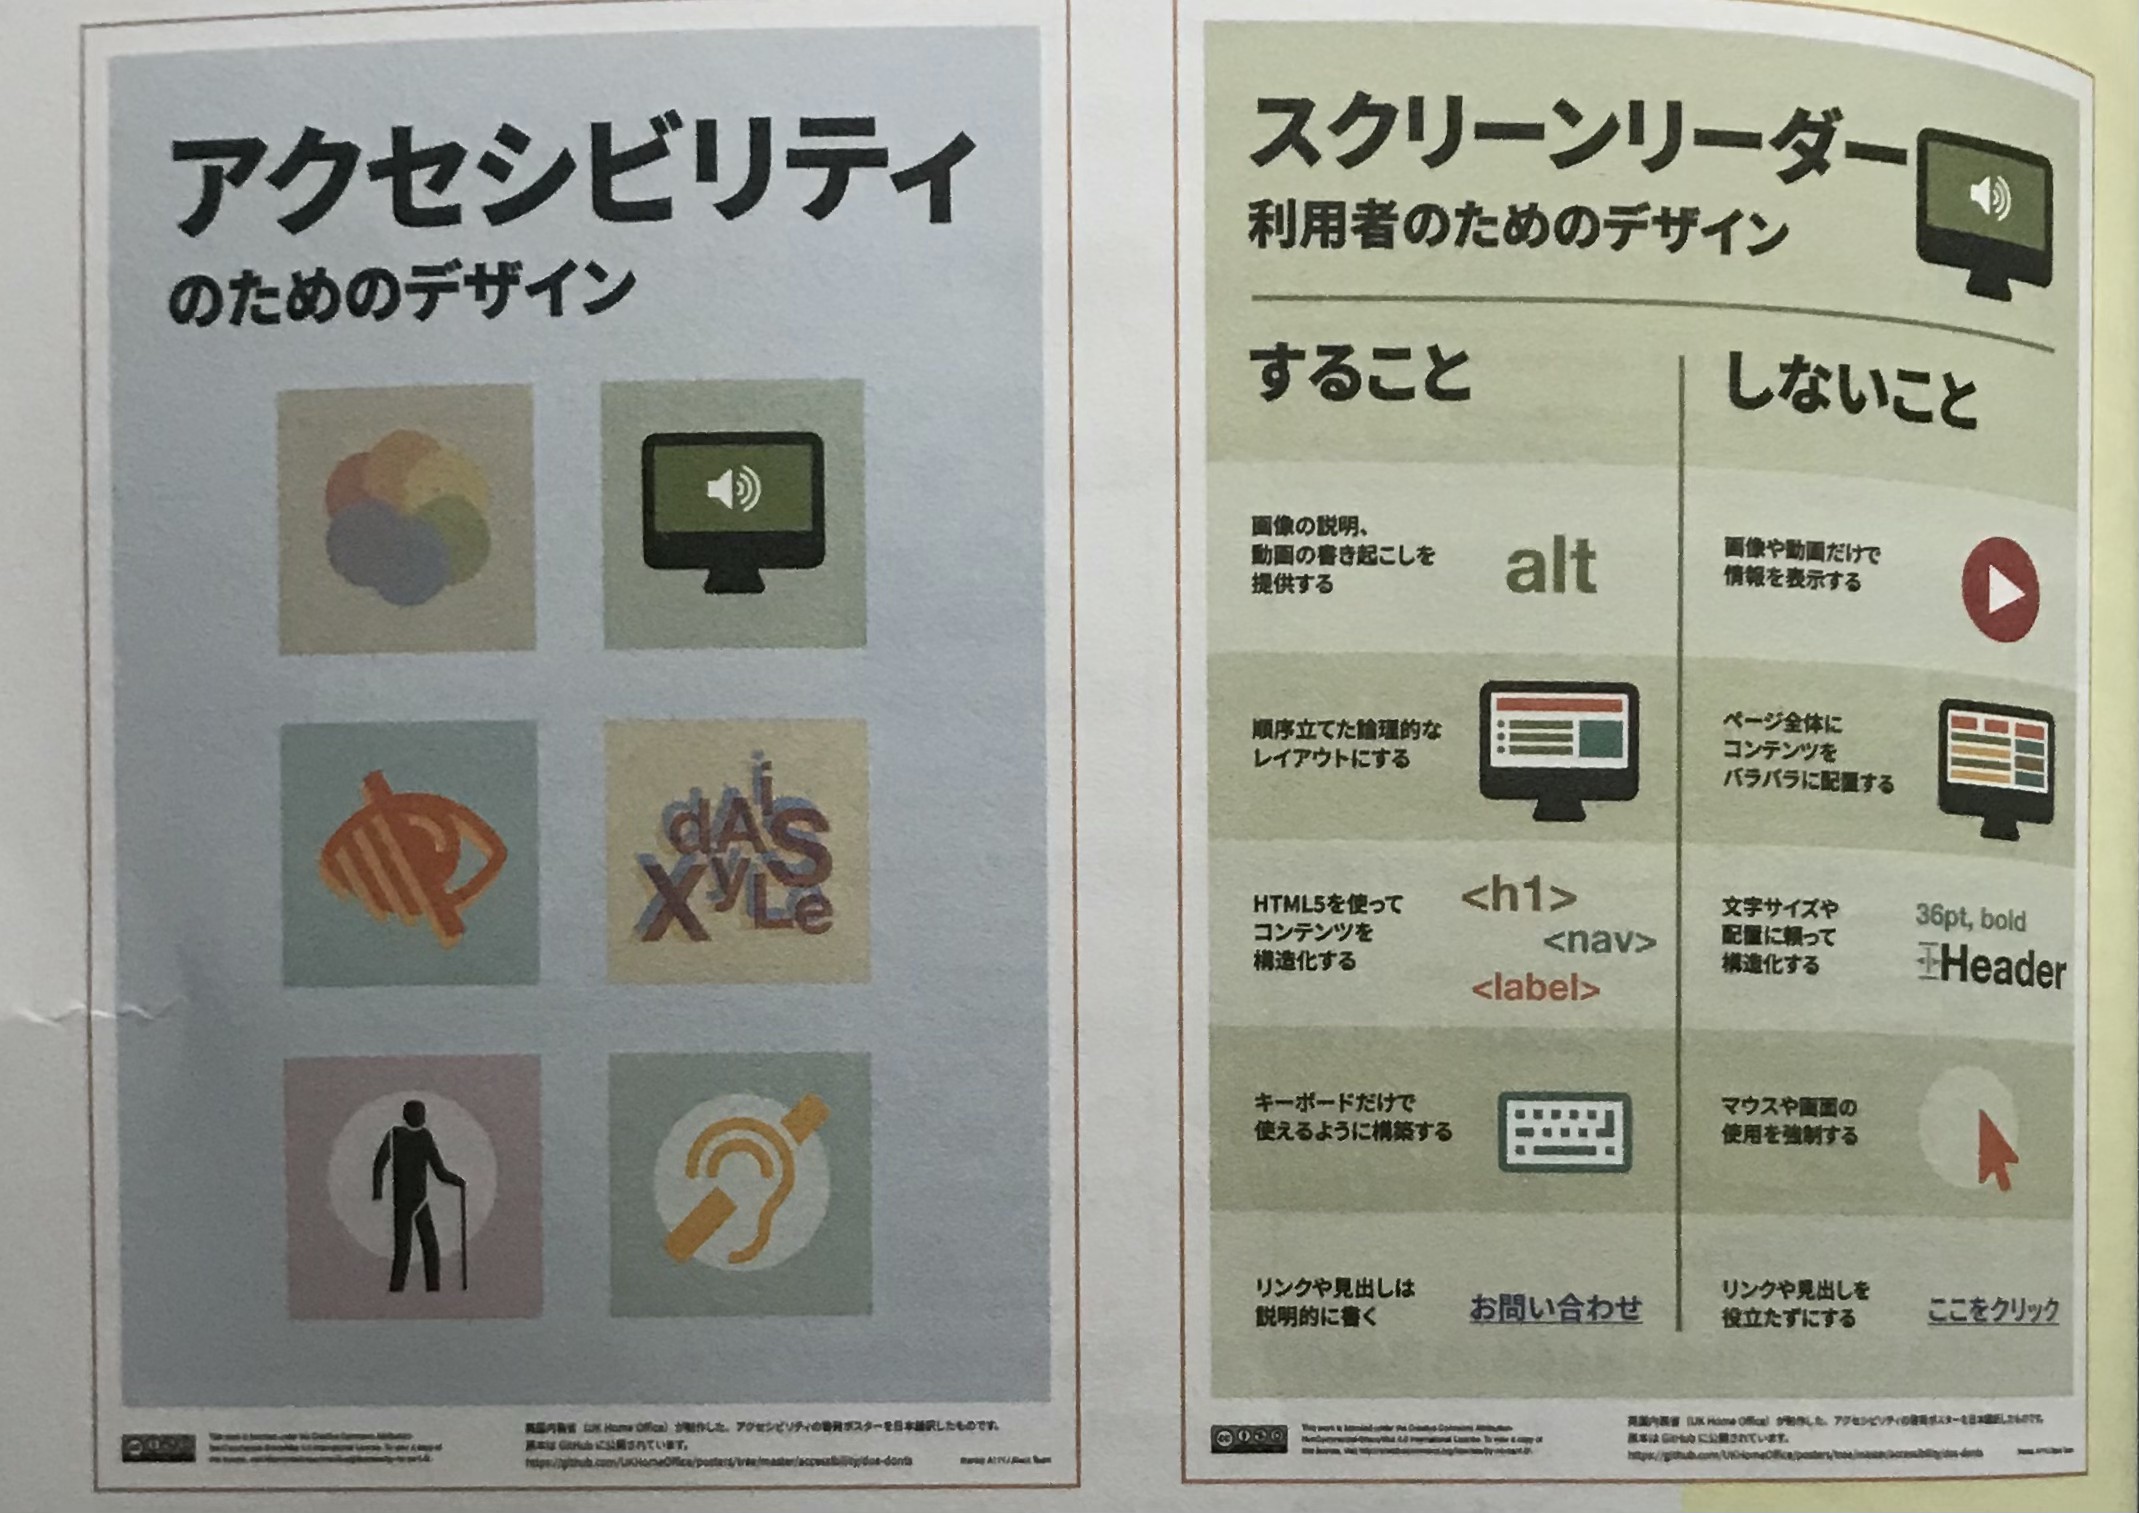 アクセシビリティ
のためのデザイン
dAiS
XyLe
英国内務省（UK Home Office）が制作した、アクセシビリティの啓発ポスターを日本語訳したものです。
原本は GitHub に公開されています。
https://github.com/UKHomeOffice/posters/tree/master/accessibility/dos-donts
スクリーンリーダー
利用者のためのデザイン
すること
しないこと
画像の説明、
動画の書き起こしを
提供する
alt
画像や動画だけで
情報を表示する
順序立てた論理的な
レイアウトにする
ページ全体に
コンテンツを
バラバラに配置する
HTML5を使って
コンテンツを
構造化する
<h1>
<nav>
<label>
文字サイズや
配置に頼って
構造化する
36pt, bold
Header
キーボードだけで
使えるように構築する
マウスや画面の
使用を強制する
リンクや見出しは
説明的に書く
お問い合わせ
リンクや見出しを
役立たずにする
ここをクリック
英国内務省（UK Home Office）が制作した、アクセシビリティの啓発ポスターを日本語訳したものです。
原本は GitHub に公開されています。
https://github.com/UKHomeOffice/posters/tree/master/accessibility/dos-donts